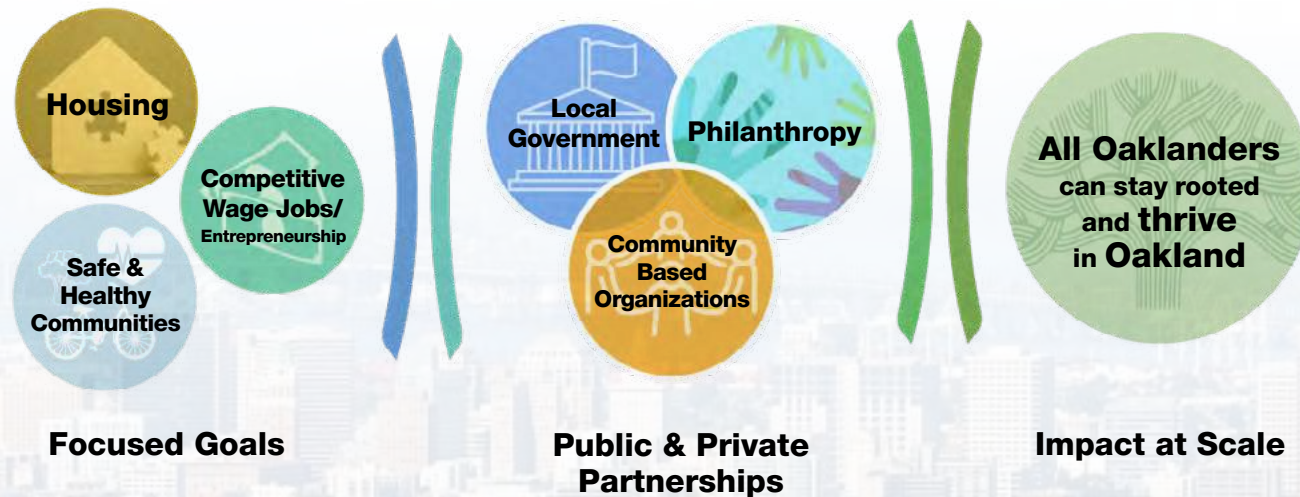 Housing
Competitive
Wage Jobs/
Entrepreneurship
Safe &
Healthy
Communities
Focused Goals
Local
Government
Philanthropy
Community
Based
Organizations
Public & Private
Partnerships
All Oaklanders
can stay rooted
and thrive
in Oakland
Impact at Scale